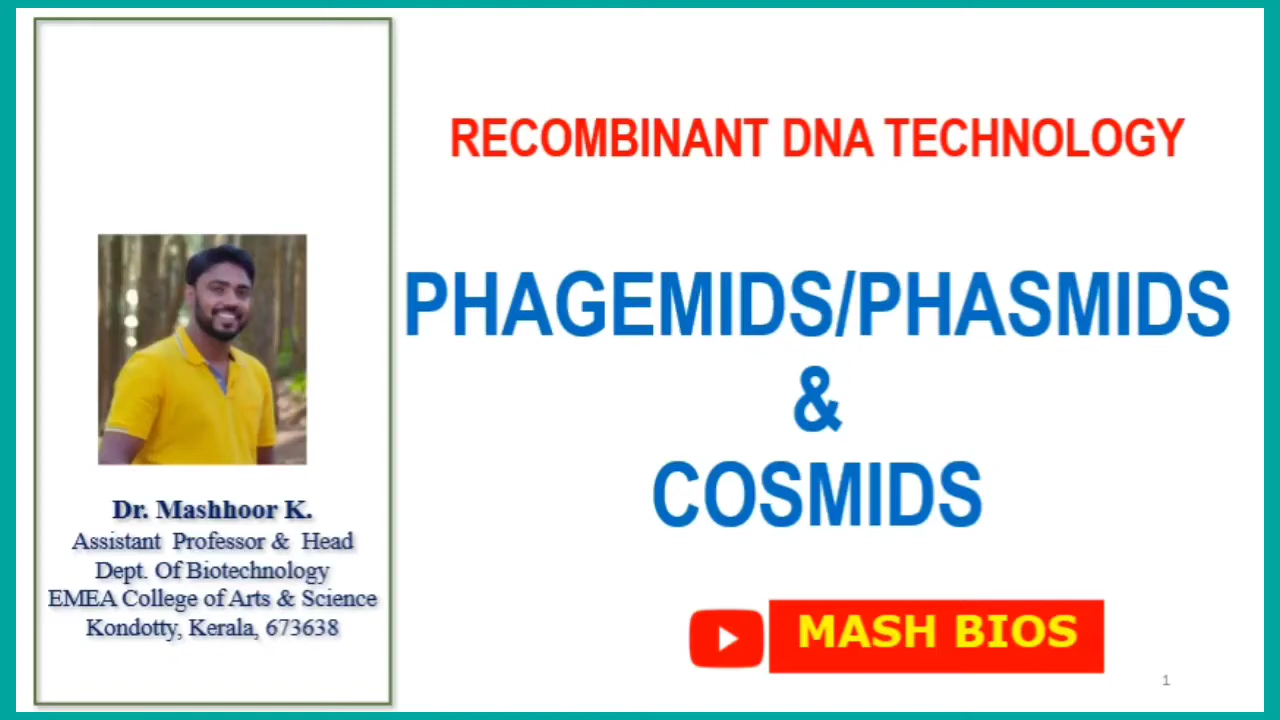 RECOMBINANT DNA TECHNOLOGY
PHAGEMIDS/PHASMIDS
&
COSMIDS
Dr. Mashhoor K.
Assistant Professor & Head
Dept. Of Biotechnology
EMEA College of Arts & Science
Kondotty, Kerala, 673638
MASH BIOS
1